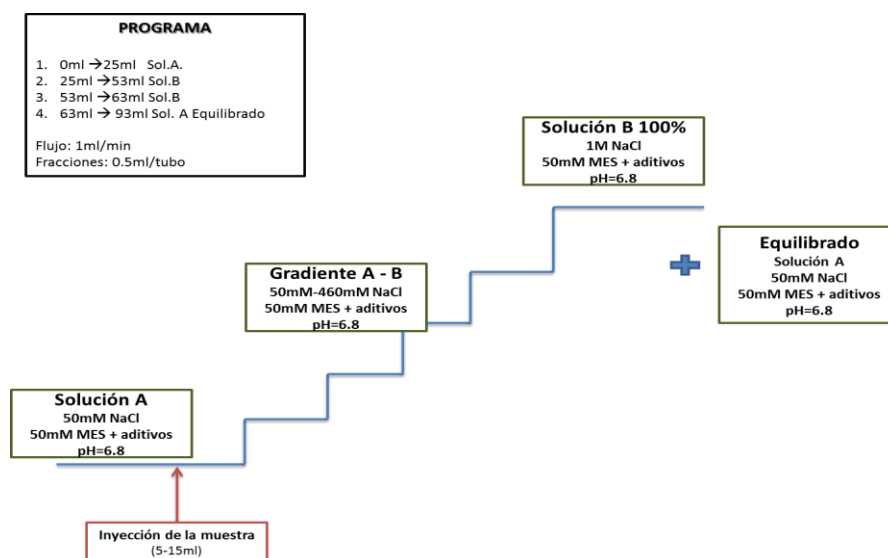 PROGRAMA
1. 0ml →25ml Sol.A.
2. 25ml →53ml Sol.B
3. 53ml →63ml Sol.B
4. 63ml → 93ml Sol. A Equilibrado
Flujo: 1ml/min
Fracciones: 0.5ml/tubo
Solución B 100%
1M NaCl
50mM MES + aditivos
pH=6.8
Equilibrado
Solución A
50mM NaCl
50mM MES + aditivos
pH=6.8
Gradiente A - B
50mM-460mM NaCl
50mM MES + aditivos
pH=6.8
Solución A
50mM NaCl
50mM MES + aditivos
pH=6.8
Inyección de la muestra
(5-15ml)